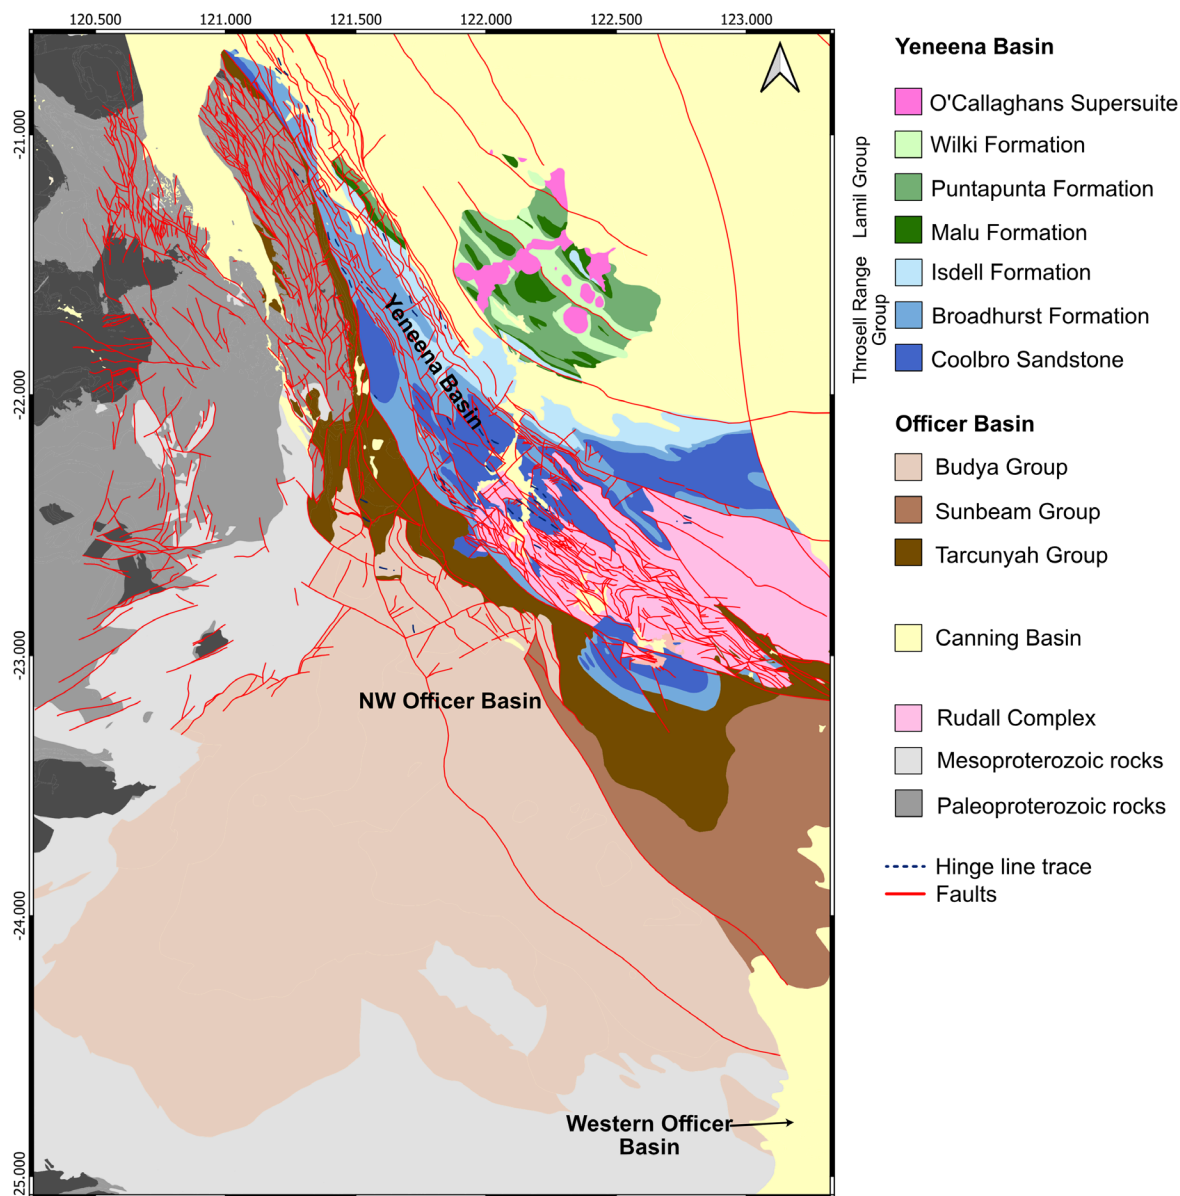 120.500 121.000 121.500 122.000 122.500 123.000
-21.000
-22.000
-23.000
-24.000
25.000
Yeneena Basin
NW Officer Basin
Western Officer
Basin
Yeneena Basin
O'Callaghans Supersuite
Wilki Formation
Puntapunta Formation
Malu Formation
Isdell Formation
Broadhurst Formation
Coolbro Sandstone
Lamil Group
Throsell Range
Group
Officer Basin
Budya Group
Sunbeam Group
Tarcunyah Group
Canning Basin
Rudall Complex
Mesoproterozoic rocks
Paleoproterozoic rocks
Hinge line trace
Faults